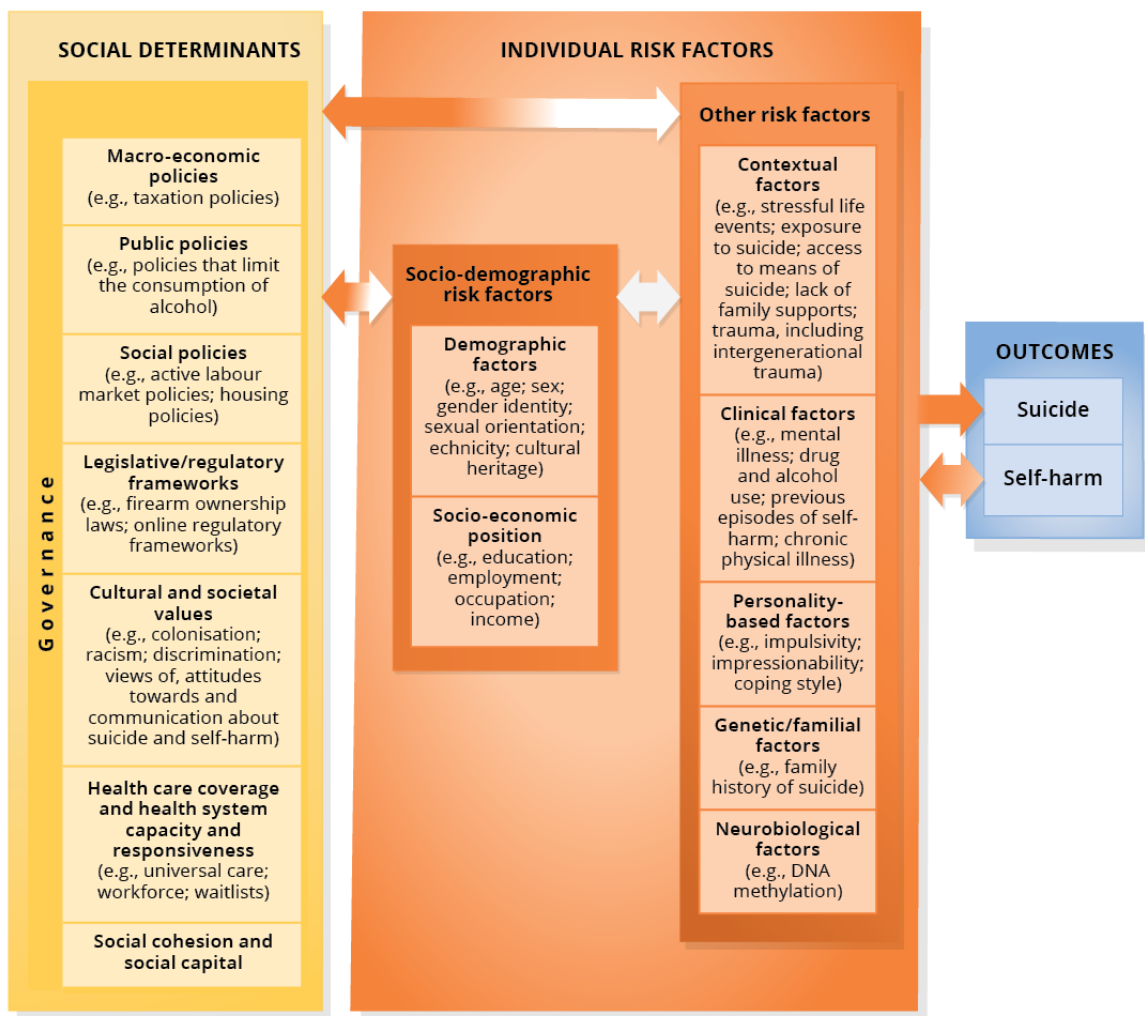 SOCIAL DETERMINANTS
Governance
Macro-economic
policies
(e.g., taxation policies)
Public policies
(e.g., policies that limit
the consumption of
alcohol)
Social policies
(e.g., active labour
market policies; housing
policies)
Legislative/regulatory
frameworks
(e.g., firearm ownership
laws; online regulatory
frameworks)
Cultural and societal
values
(e.g., colonisation;
racism; discrimination;
views of, attitudes
towards and
communication about
suicide and self-harm)
Health care coverage
and health system
capacity and
responsiveness
(e.g., universal care;
workforce; waitlists)
Social cohesion and
social capital
INDIVIDUAL RISK FACTORS
Socio-demographic
risk factors
Demographic
factors
(e.g., age; sex;
gender identity;
sexual orientation;
echnicity; cultural
heritage)
Socio-economic
position
(e.g., education;
employment;
occupation;
income)
Other risk factors
Contextual
factors
(e.g., stressful life
events; exposure
to suicide; access
to means of
suicide; lack of
family supports;
trauma, including
intergenerational
trauma)
Clinical factors
(e.g., mental
illness; drug
and alcohol
use; previous
episodes of self-
harm; chronic
physical illness)
Personality-
based factors
(e.g., impulsivity;
impressionability;
coping style)
Genetic/familial
factors
(e.g., family
history of suicide)
Neurobiological
factors
(e.g., DNA
methylation)
OUTCOMES
Suicide
Self-harm